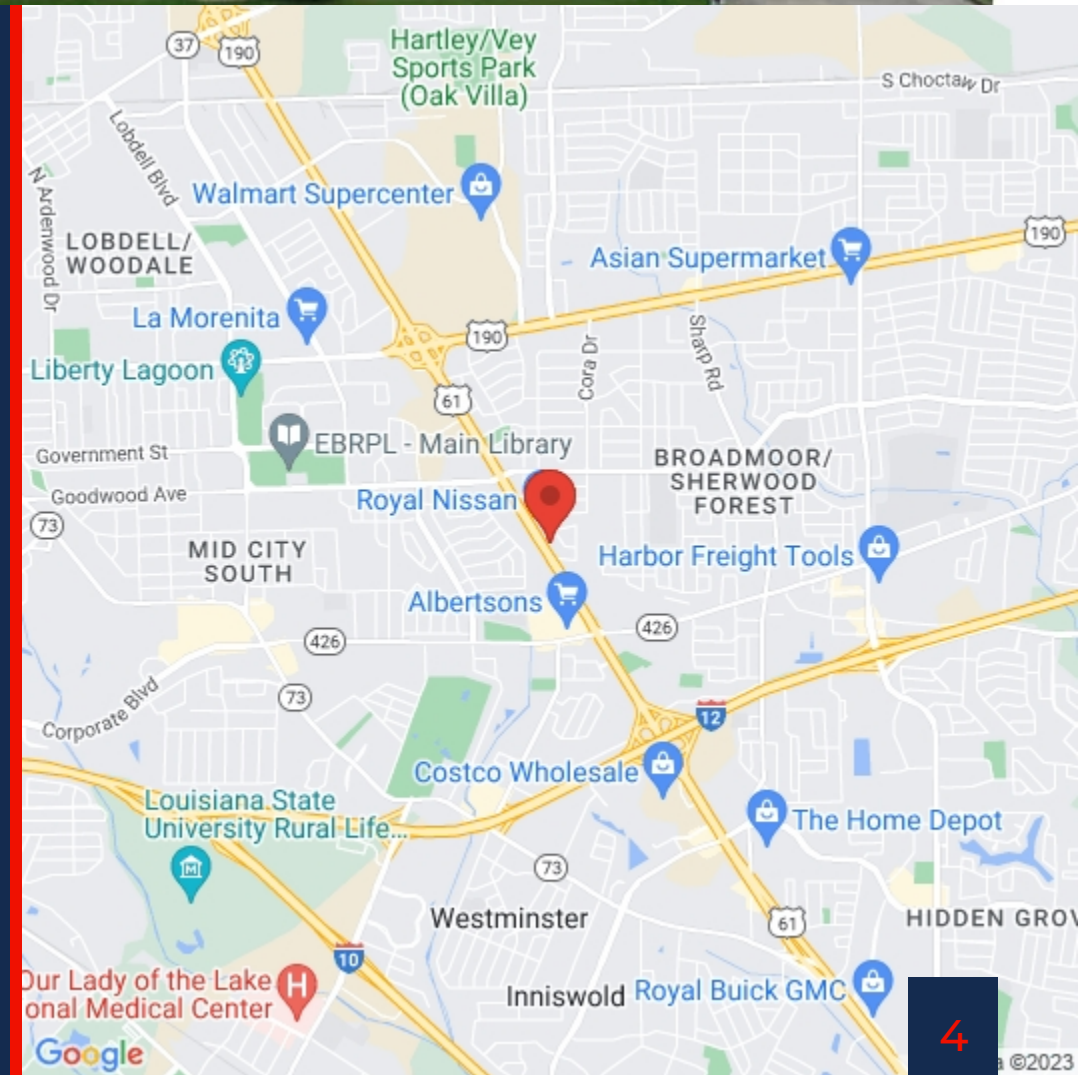 37
190
Hartley/Vey
Sports Park
(Oak Villa)
S Choctaw Dr
Lobdell Blvd
N Ardenwood Dr
Walmart Supercenter
LOBDELL/
WOODALE
190
Asian Supermarket
La Morenita
190
Sharp Rd
Cora Dr
Liberty Lagoon
61
Government St
EBRPL - Main Library
BROADMOOR/
SHERWOOD
FOREST
Goodwood Ave
Royal Nissan
73
MID CITY
SOUTH
Harbor Freight Tools
Albertsons
426
426
73
Corporate Blvd
12
Costco Wholesale
Louisiana State
University Rural Life...
The Home Depot
73
Westminster
61
HIDDEN GROV
10
Our Lady of the Lake
onal Medical Center
H
Inniswold
Royal Buick GMC
4
Google
a ©2023